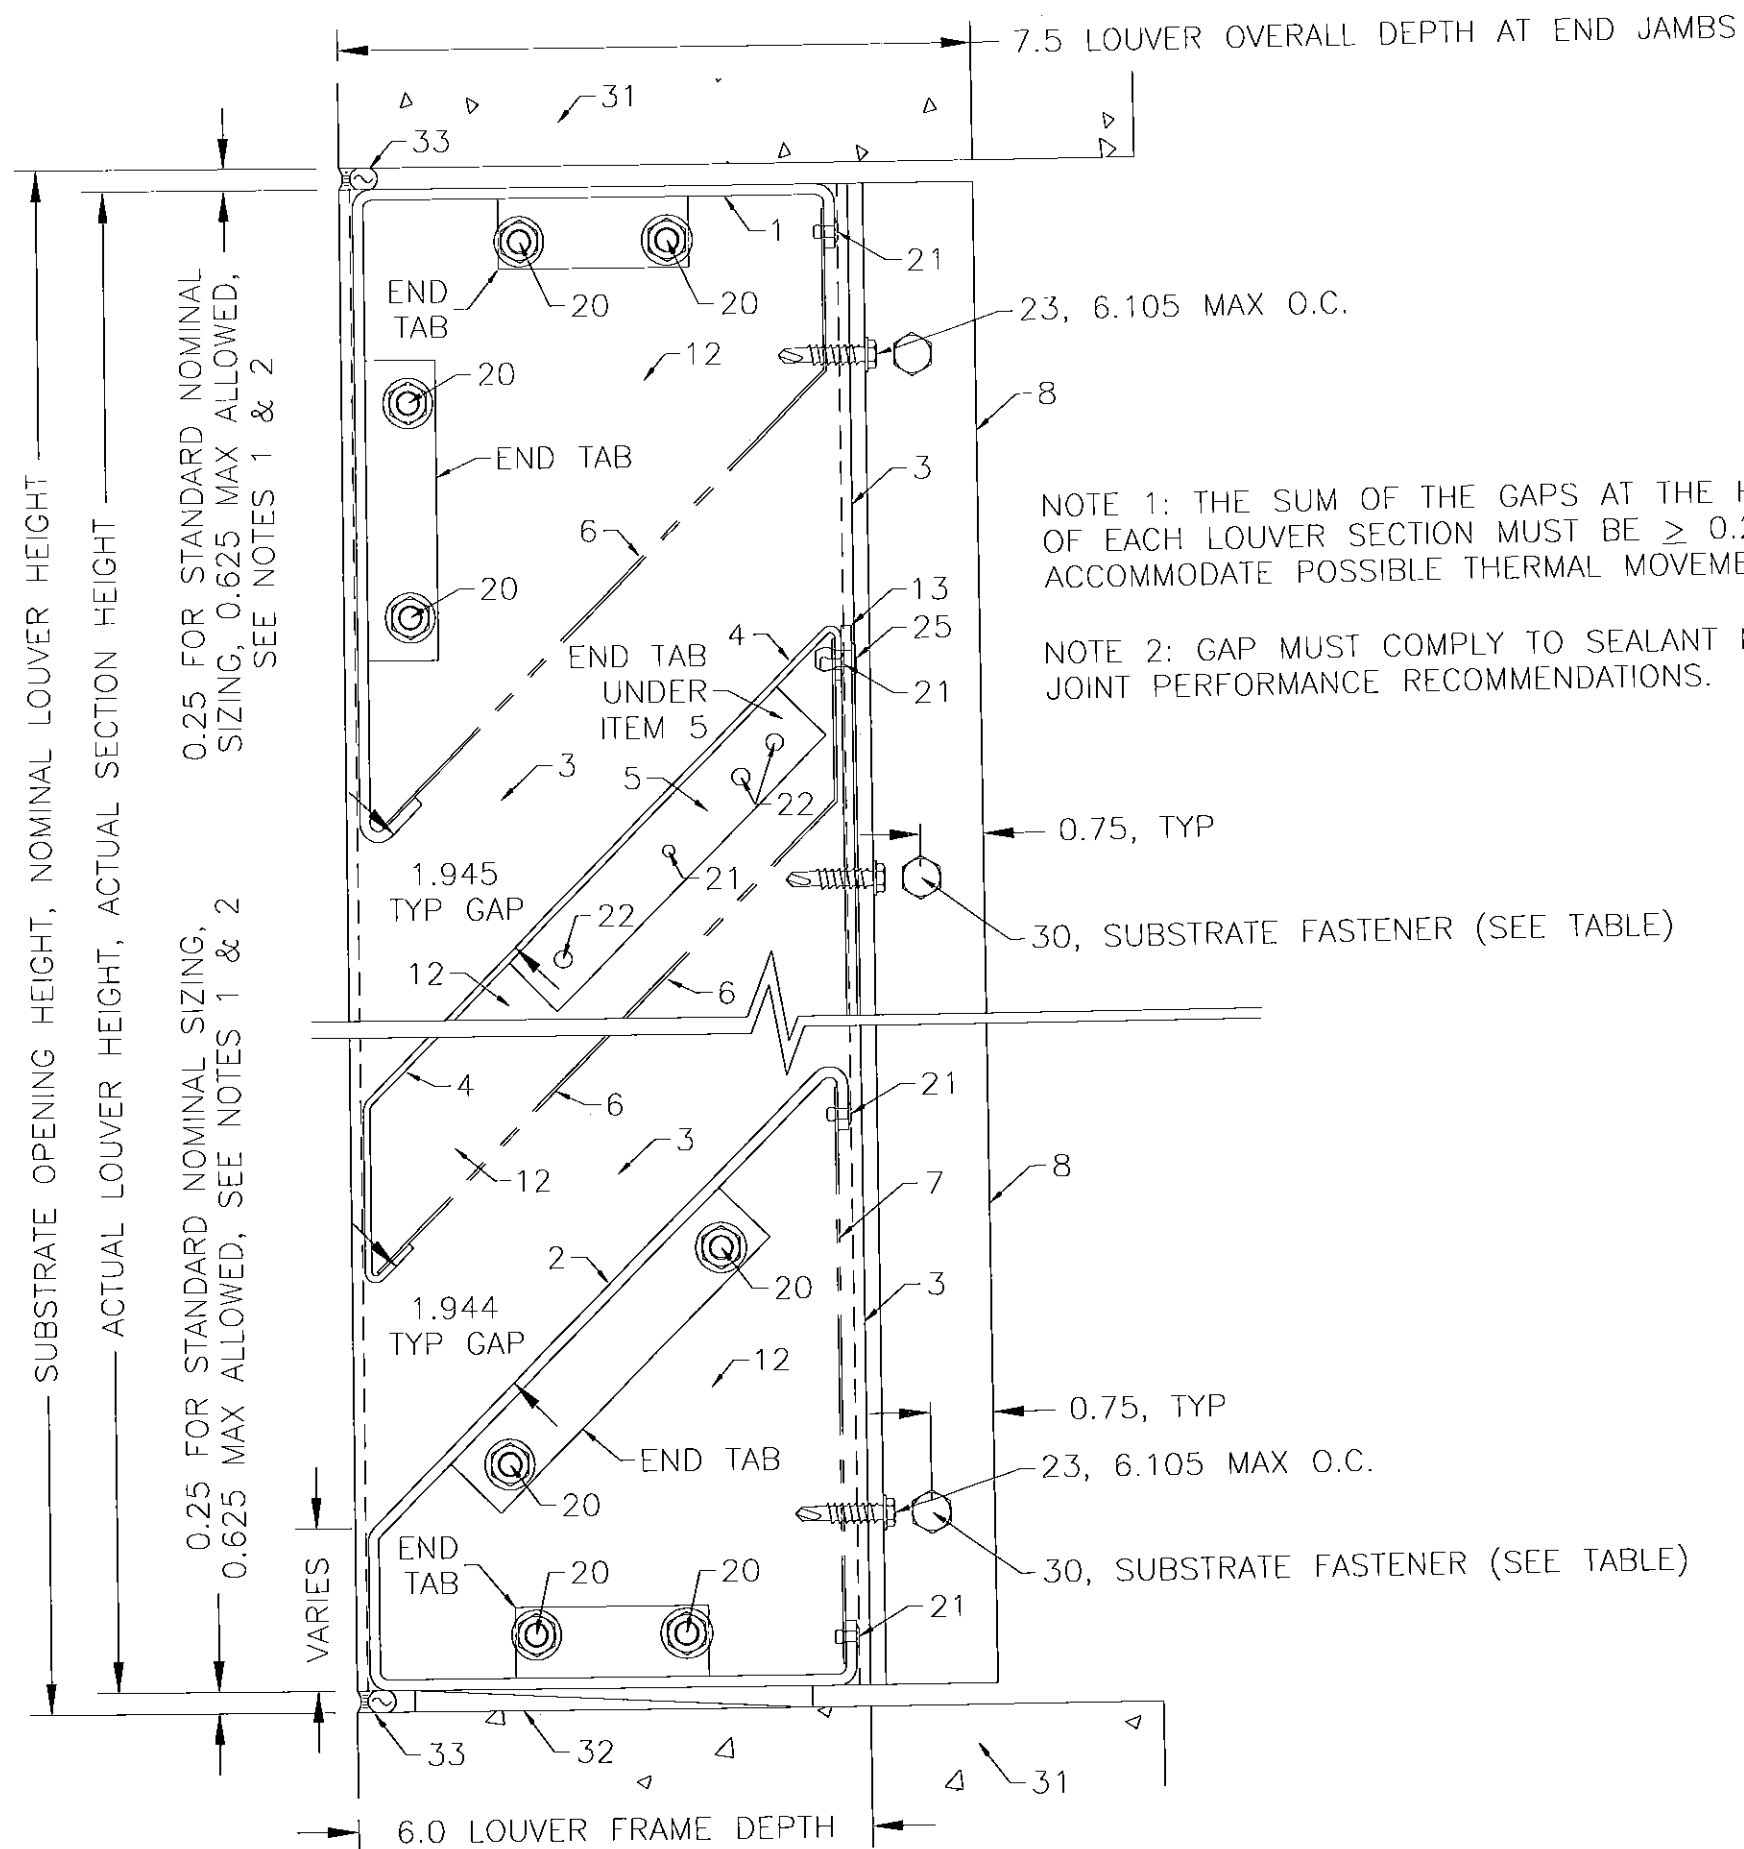 7.5 LOUVER OVERALL DEPTH AT END JAMBS
31
33
1
21
END
TAB
20
20
23, 6.105 MAX O.C.
12
20
8
END TAB
3
6
NOTE 1: THE SUM OF THE GAPS AT THE
OF EACH LOUVER SECTION MUST BE ≥
ACCOMMODATE POSSIBLE THERMAL
20
13
4
25
END TAB
UNDER
ITEM 5
NOTE 2: GAP MUST COMPLY TO SEALANT
JOINT PERFORMANCE RECOMMENDATIONS.
21
3
5
22
0.75, TYP
1.945
TYP GAP
21
22
30, SUBSTRATE FASTENER (SEE TABLE)
12
6
4
6
21
3
12
8
7
2
20
3
1.944
TYP GAP
12
0.75, TYP
END TAB
23, 6.105 MAX O.C.
20
END
TAB
20
20
30, SUBSTRATE FASTENER (SEE TABLE)
21
33
32
31
6.0 LOUVER FRAME DEPTH
SUBSTRATE OPENING HEIGHT, NOMINAL LOUVER HEIGHT
ACTUAL LOUVER HEIGHT, ACTUAL SECTION HEIGHT
0.25 FOR STANDARD NOMINAL
SIZING, 0.625 MAX ALLOWED,
SEE NOTES 1 & 2
0.25 FOR STANDARD NOMINAL SIZING,
0.625 MAX ALLOWED, SEE NOTES 1 & 2
VARIES